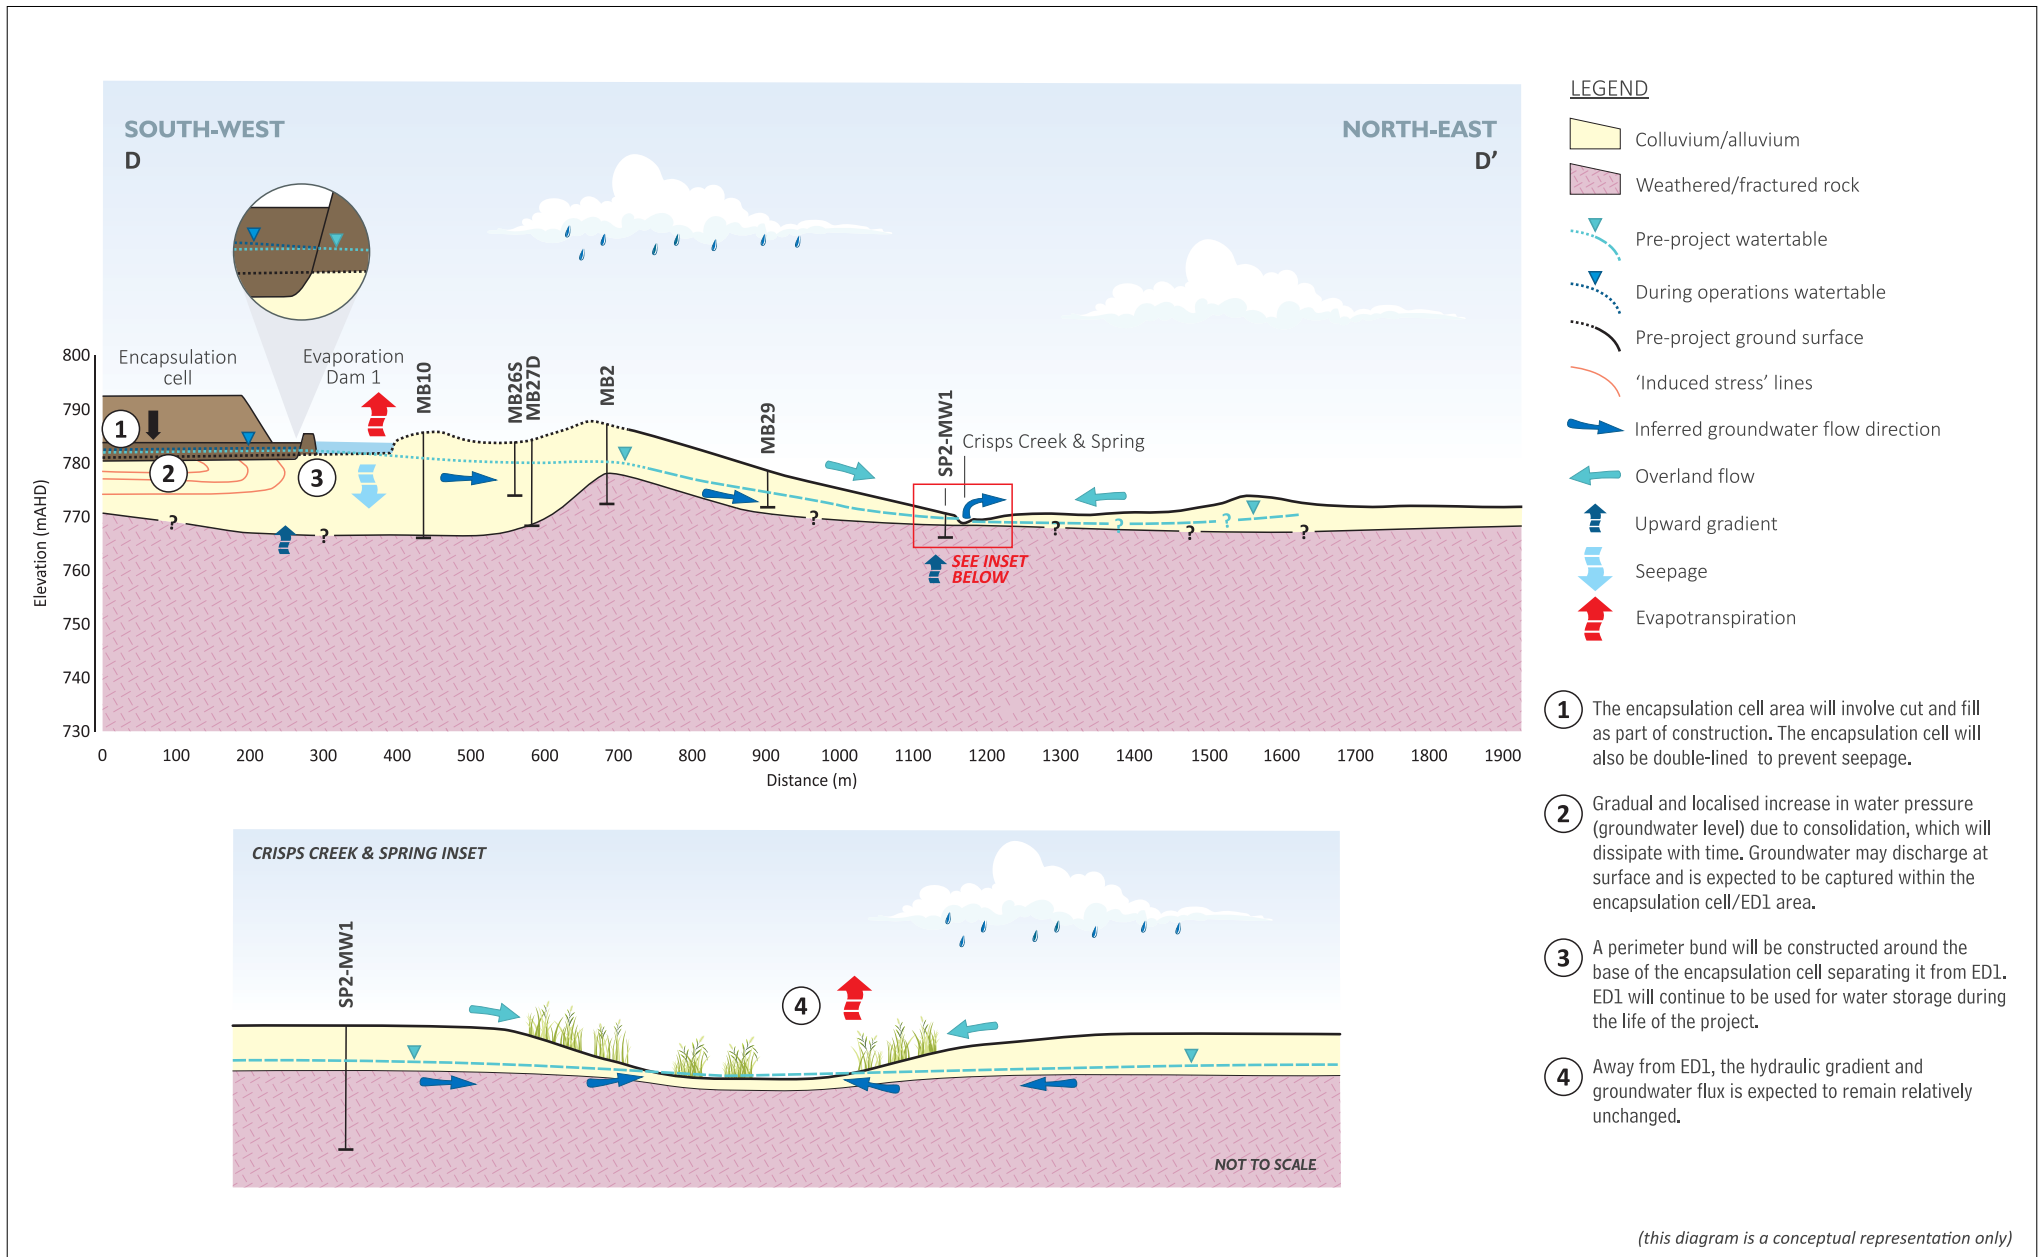 SOUTH-WEST
NORTH-EAST
D
D'
Encapsulation
cell
Evaporation
Dam 1
MB10
MB26S
MB27D
MB2
MB29
SP2-MW1
Crisps Creek & Spring
1
2
3
?
?
?
?
?
?
?
?
SEE INSET
BELOW
Elevation (mAHD)
800
790
780
770
760
750
740
730
0 100 200 300 400 500 600 700 800 900 1000 1100 1200 1300 1400 1500 1600 1700 1800 1900
Distance (m)
LEGEND
Colluvium/alluvium
Weathered/fractured rock
Pre-project watertable
During operations watertable
Pre-project ground surface
'Induced stress' lines
Inferred groundwater flow direction
Overland flow
Upward gradient
Seepage
Evapotranspiration
1 The encapsulation cell area will involve cut and fill
as part of construction. The encapsulation cell will
also be double-lined to prevent seepage.
2 Gradual and localised increase in water pressure
(groundwater level) due to consolidation, which will
dissipate with time. Groundwater may discharge at
surface and is expected to be captured within the
encapsulation cell/ED1 area.
3 A perimeter bund will be constructed around the
base of the encapsulation cell separating it from ED1.
ED1 will continue to be used for water storage during
the life of the project.
4 Away from ED1, the hydraulic gradient and
groundwater flux is expected to remain relatively
unchanged.
CRISPS CREEK & SPRING INSET
SP2-MW1
4
NOT TO SCALE
(this diagram is a conceptual representation only)